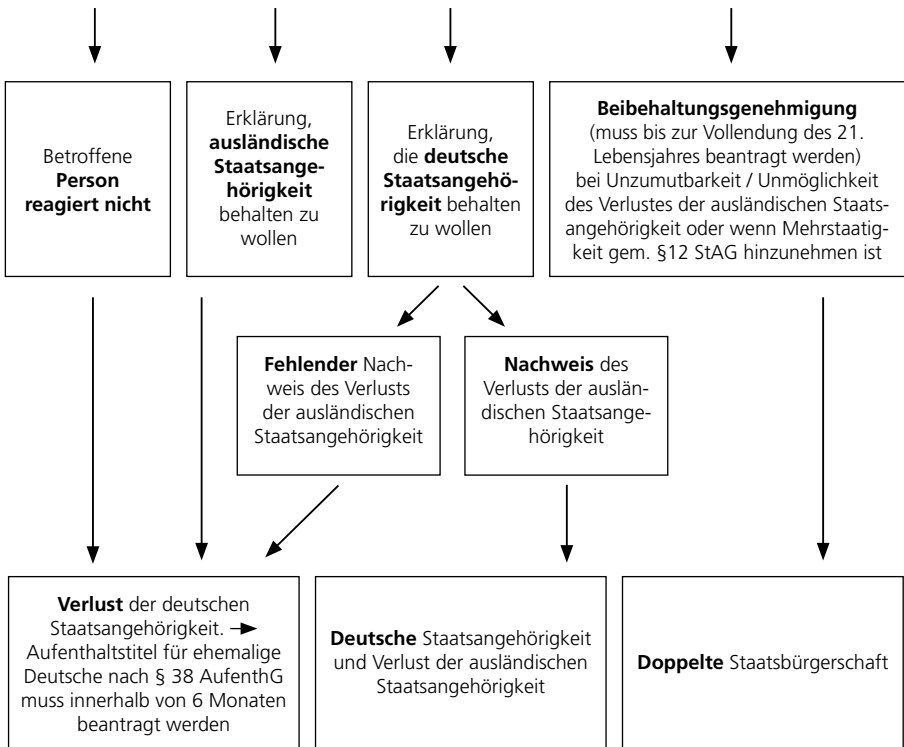 Betroffene
Person
reagiert nicht
Erklärung,
ausländische
Staatsange-
hörigkeit
behalten zu
wollen
Erklärung,
die deutsche
Staatsangehö-
rigkeit behalten
zu wollen
Beibehaltungsgenehmigung
(muss bis zur Vollendung des 21.
Lebensjahres beantragt werden)
bei Unzumutbarkeit / Unmöglichkeit
des Verlustes der ausländischen Staats-
angehörigkeit oder wenn Mehrstaatig-
keit gem. §12 StAG hinzunehmen ist
Fehlender Nach-
weis des Verlusts
der ausländischen
Staatsangehörigkeit
Nachweis des
Verlusts der auslän-
dischen Staatsange-
hörigkeit
Verlust der deutschen
Staatsangehörigkeit. →
Aufenthaltstitel für ehemalige
Deutsche nach § 38 AufenthG
muss innerhalb von 6 Monaten
beantragt werden
Deutsche Staatsangehörigkeit
und Verlust der ausländischen
Staatsangehörigkeit
Doppelte Staatsbürgerschaft